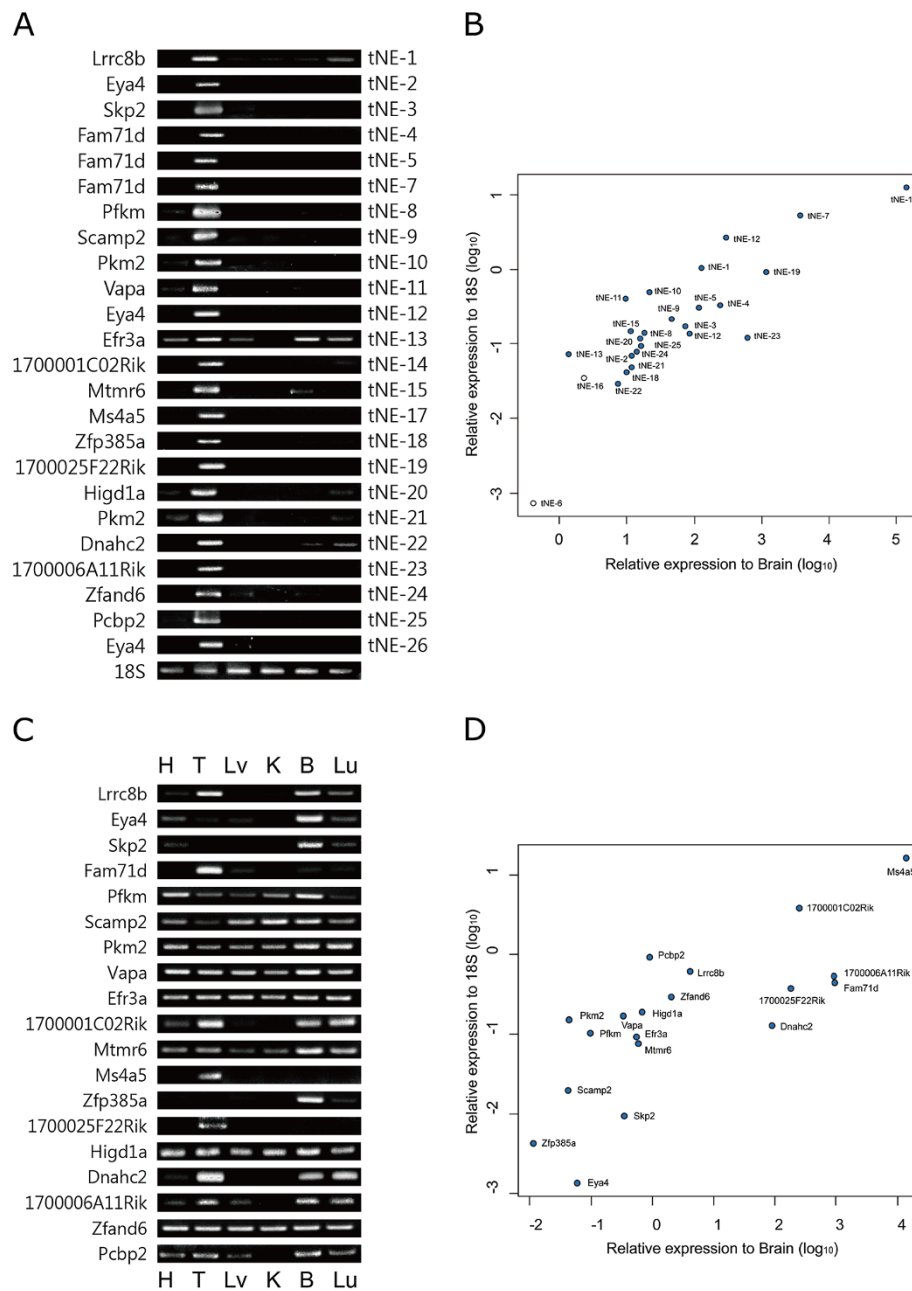 A
Lrrc8b tNE-1
Eya4 tNE-2
Skp2 tNE-3
Fam71d tNE-4
Fam71d tNE-5
Fam71d tNE-7
Pfkm tNE-8
Scamp2 tNE-9
Pkm2 tNE-10
Vapa tNE-11
Eya4 tNE-12
Efr3a tNE-13
1700001C02Rik tNE-14
Mtmr6 tNE-15
Ms4a5 tNE-17
Zfp385a tNE-18
1700025F22Rik tNE-19
Higd1a tNE-20
Pkm2 tNE-21
Dnahc2 tNE-22
1700006A11Rik tNE-23
Zfand6 tNE-24
Pcbp2 tNE-25
Eya4 tNE-26
18S
B
Relative expression to 18S (log10)
1
0
-1
-2
-3
tNE-1
tNE-7
tNE-12
tNE-1
tNE-19
tNE-10
tNE-11
tNE-5
tNE-4
tNE-9
tNE-15
tNE-8
tNE-3
tNE-20
tNE-12
tNE-23
tNE-25
tNE-13
tNE-2
tNE-24
tNE-21
tNE-16
tNE-18
tNE-22
tNE-6
0 1 2 3 4 5
Relative expression to Brain (log10)
C
H T Lv K B Lu
Lrrc8b
Eya4
Skp2
Fam71d
Pfkm
Scamp2
Pkm2
Vapa
Efr3a
1700001C02Rik
Mtmr6
Ms4a5
Zfp385a
1700025F22Rik
Higd1a
Dnahc2
1700006A11Rik
Zfand6
Pcbp2
H T Lv K B Lu
D
Relative expression to 18S (log10)
1
0
-1
-2
-3
Ms4a5
1700001C02Rik
Pcbp2
Lrrc8b
1700006A11Rik
Fam71d
1700025F22Rik
Zfand6
Higd1a
Pkm2
Vapa
Dnahc2
Pfkm
Efr3a
Mtmr6
Scamp2
Skp2
Zfp385a
Eya4
-2 -1 0 1 2 3 4
Relative expression to Brain (log10)